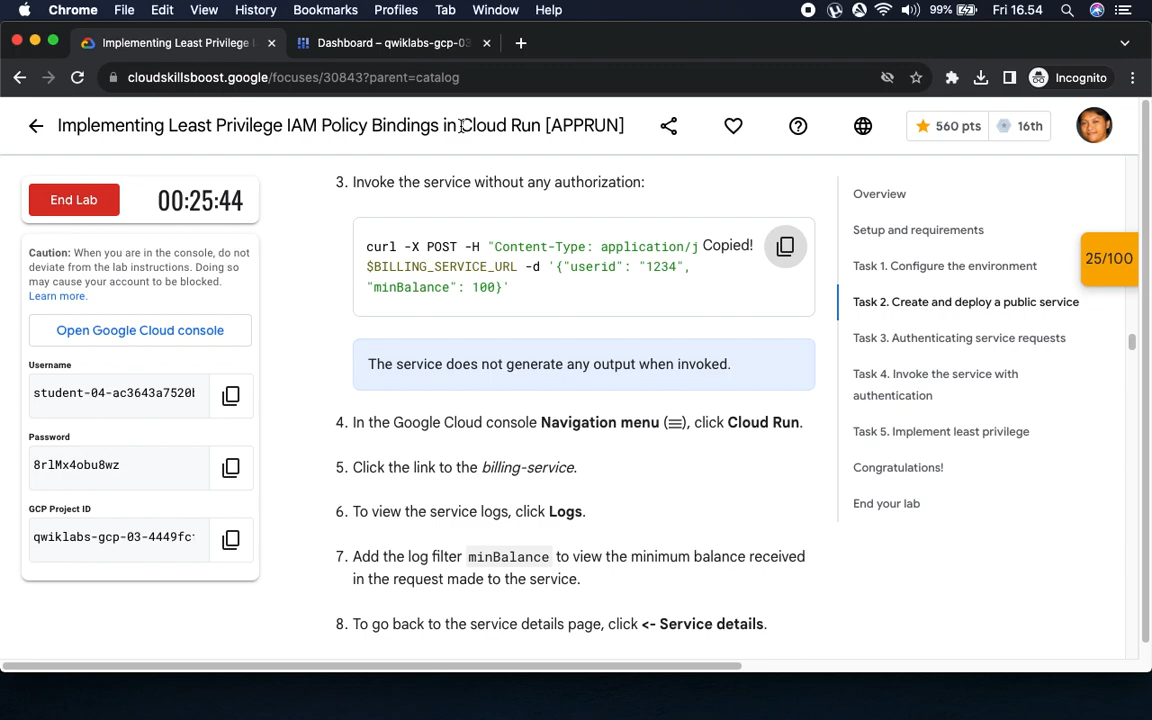 Chrome File Edit View History Bookmarks Profiles Tab Window Help 99% Fri 16.54
Implementing Least Privilege Dashboard – qwiklabs-gcp-03
cloudskillsboost.google/focuses/30843?parent=catalog Incognito
Implementing Least Privilege IAM Policy Bindings in Cloud Run [APPRUN] 560 pts 16th
End Lab 00:25:44
Caution: When you are in the console, do not
deviate from the lab instructions. Doing so
may cause your account to be blocked.
Learn more.
Open Google Cloud console
Username
student-04-ac3643a7520
Password
8rlMx4obu8wz
GCP Project ID
qwiklabs-gcp-03-4449fc
3. Invoke the service without any authorization:
curl -X POST -H "Content-Type: application/j Copied!
$BILLING_SERVICE_URL -d '{"userid": "1234",
"minBalance": 100}'
The service does not generate any output when invoked.
4. In the Google Cloud console Navigation menu (☰), click Cloud Run.
5. Click the link to the billing-service.
6. To view the service logs, click Logs.
7. Add the log filter minBalance to view the minimum balance received
in the request made to the service.
8. To go back to the service details page, click <- Service details.
Overview
Setup and requirements
Task 1. Configure the environment
Task 2. Create and deploy a public service
Task 3. Authenticating service requests
Task 4. Invoke the service with
authentication
Task 5. Implement least privilege
Congratulations!
End your lab
25/100